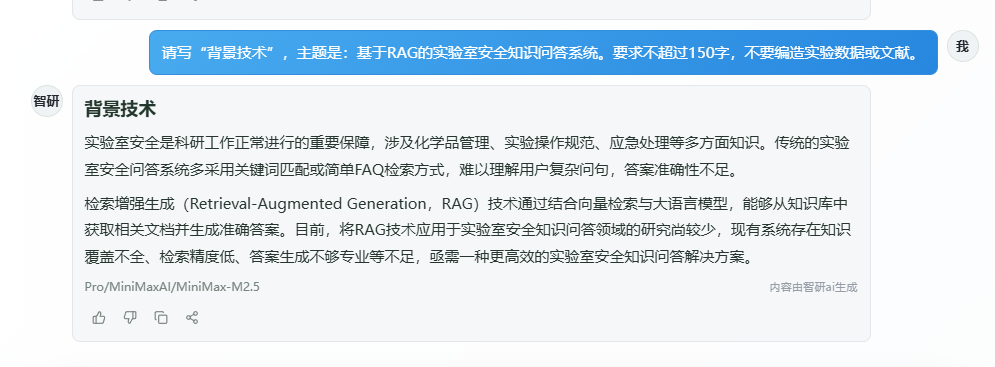 请写“背景技术”，主题是：基于RAG的实验室安全知识问答系统。要求不超过150字，不要编造实验数据或文献。
我
智研
背景技术
实验室安全是科研工作正常进行的重要保障，涉及化学品管理、实验操作规范、应急处理等多方面知识。传统的实验
室安全问答系统多采用关键词匹配或简单FAQ检索方式，难以理解用户复杂问句，答案准确性不足。
检索增强生成（Retrieval-Augmented Generation，RAG）技术通过结合向量检索与大语言模型，能够从知识库中
获取相关文档并生成准确答案。目前，将RAG技术应用于实验室安全知识问答领域的研究尚较少，现有系统存在知识
覆盖不全、检索精度低、答案生成不够专业等不足，亟需一种更高效的实验室安全知识问答解决方案。
Pro/MiniMaxAI/MiniMax-M2.5
内容由智研ai生成